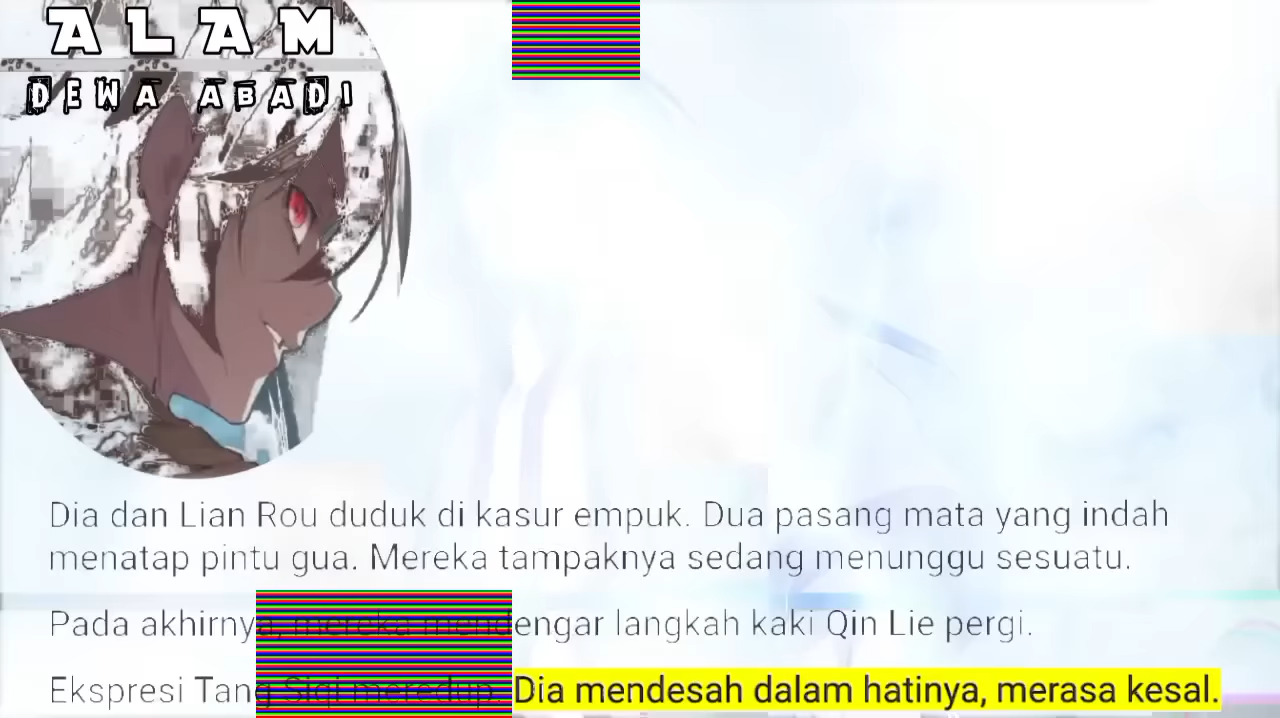 ALAM
DEWA ABADI
Dia dan Lian Rou duduk di kasur empuk. Dua pasang mata yang indah
menatap pintu gua. Mereka tampaknya sedang menunggu sesuatu.
Pada akhirnya, mereka mendengar langkah kaki Qin Lie pergi.
Ekspresi Tang Siqi meredup. Dia mendesah dalam hatinya, merasa kesal.